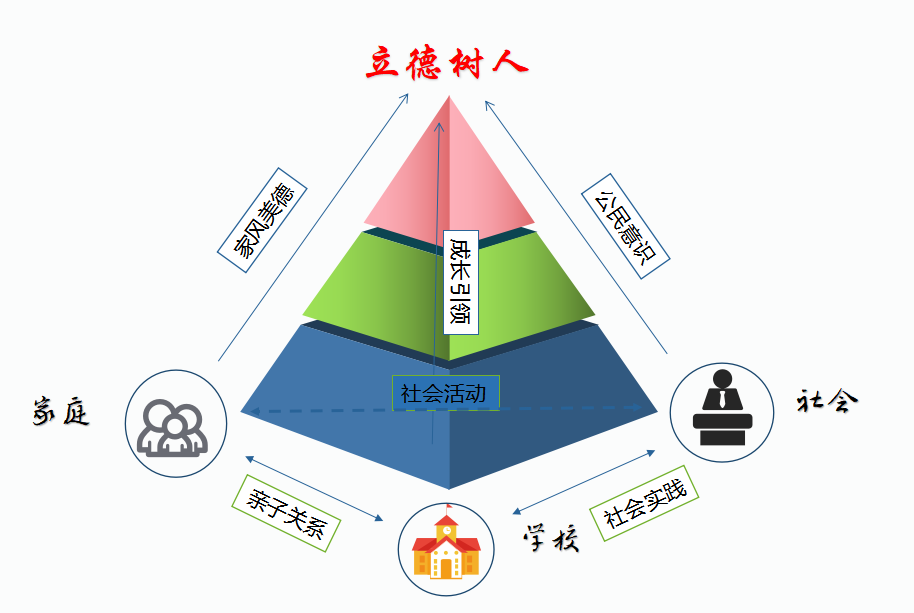 立德树人
家风美德
公民意识
成长引领
社会活动
家庭
社会
亲子关系
社会实践
学校